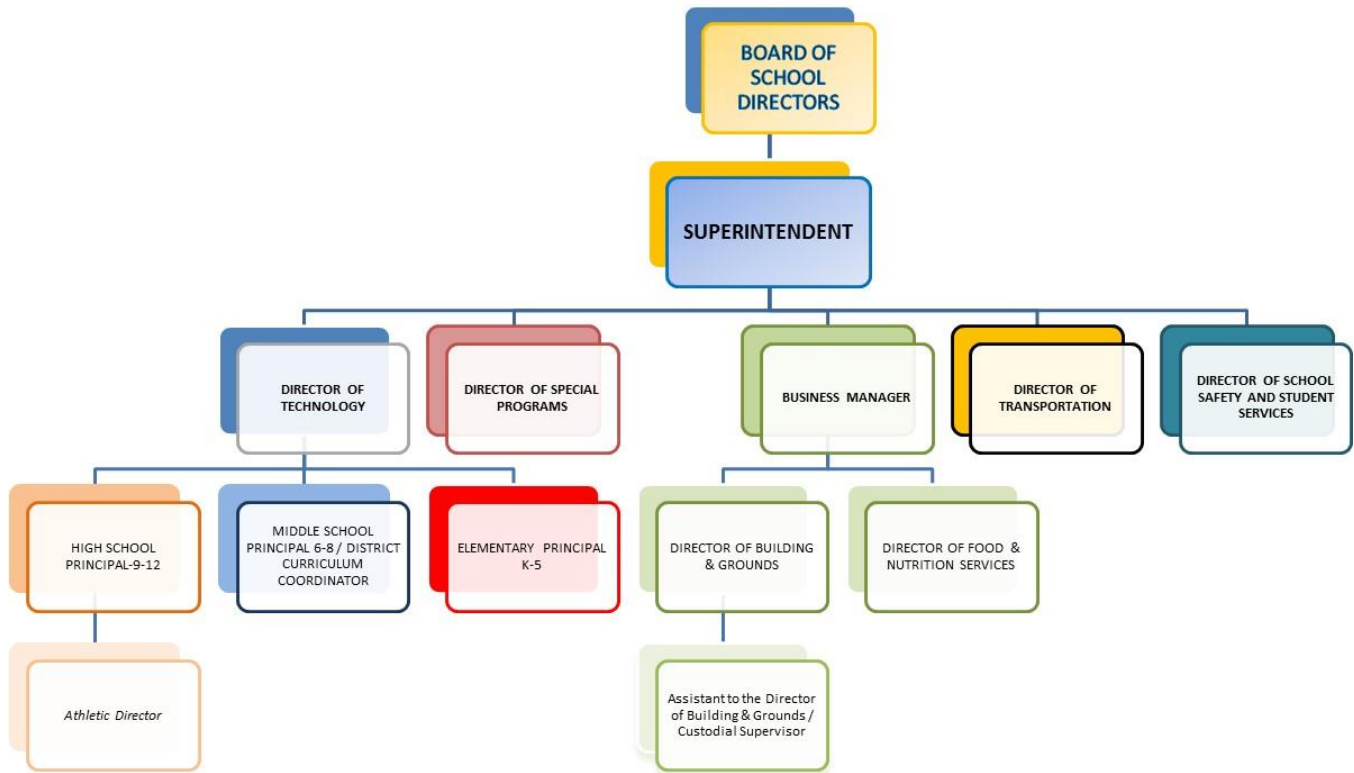 BOARD OF
SCHOOL
DIRECTORS
SUPERINTENDENT
DIRECTOR OF
TECHNOLOGY
DIRECTOR OF SPECIAL
PROGRAMS
BUSINESS MANAGER
DIRECTOR OF
TRANSPORTATION
DIRECTOR OF SCHOOL
SAFETY AND STUDENT
SERVICES
HIGH SCHOOL
PRINCIPAL-9-12
MIDDLE SCHOOL
PRINCIPAL 6-8 / DISTRICT
CURRICULUM
COORDINATOR
ELEMENTARY PRINCIPAL
K-5
DIRECTOR OF BUILDING
& GROUNDS
DIRECTOR OF FOOD &
NUTRITION SERVICES
Athletic Director
Assistant to the Director
of Building & Grounds /
Custodial Supervisor